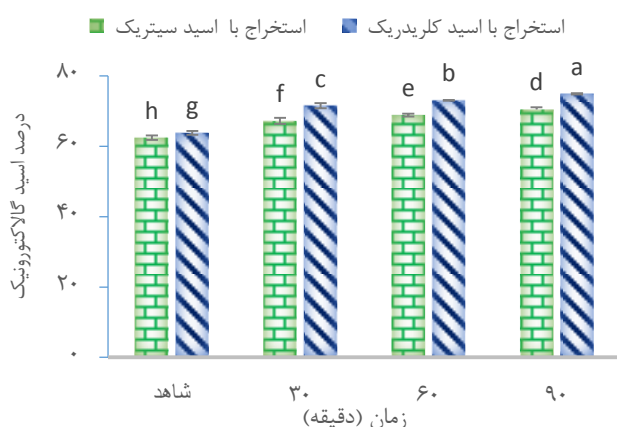 استخراج با اسید کلریدریک استخراج با اسید سیتریک
درصد اسید گالاکتورونیک
۸۰
۶۰
۴۰
۲۰
۰
h g f c e b d a
شاهد ۳۰ ۶۰ ۹۰
زمان (دقیقه)